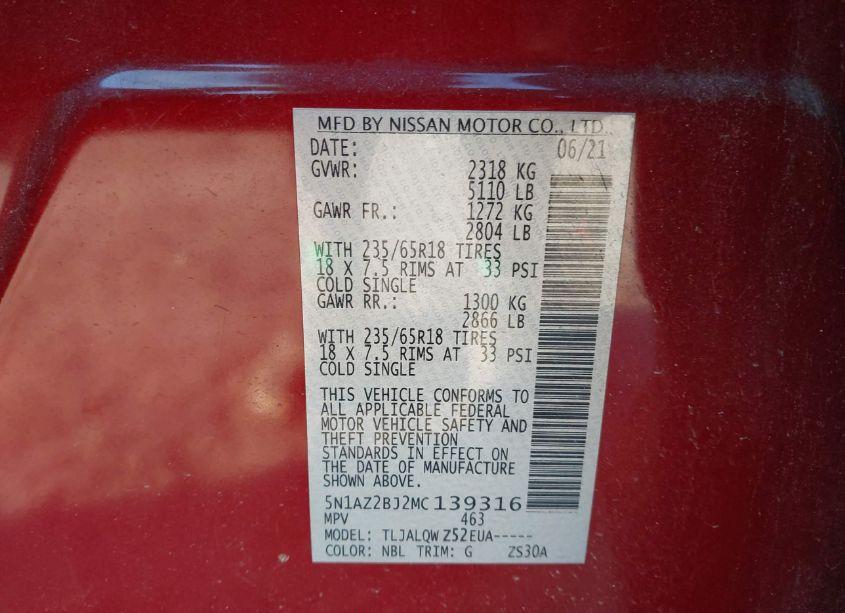 MFD BY NISSAN MOTOR CO., LTD.
DATE: 06/21
GVWR: 2318 KG
5110 LB
GAWR FR.: 1272 KG
2804 LB
WITH 235/65R18 TIRES
18 X 7.5 RIMS AT 33 PSI
COLD SINGLE
GAWR RR.: 1300 KG
2866 LB
WITH 235/65R18 TIRES
18 X 7.5 RIMS AT 33 PSI
COLD SINGLE
THIS VEHICLE CONFORMS TO
ALL APPLICABLE FEDERAL
MOTOR VEHICLE SAFETY AND
THEFT PREVENTION
STANDARDS IN EFFECT ON
THE DATE OF MANUFACTURE
SHOWN ABOVE.
5N1AZ2BJ2MC139316
MPV 463
MODEL: TLJALQWZ52EUA-----
COLOR: NBL TRIM: G ZS30A